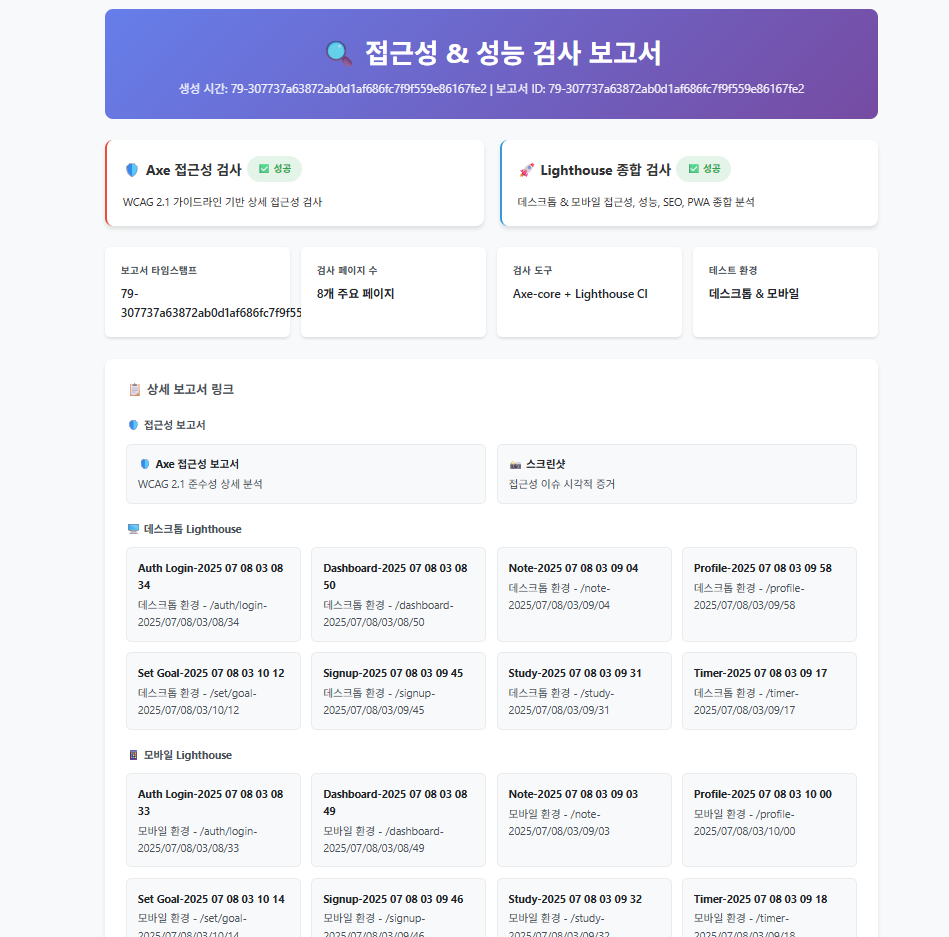 🔍 접근성 & 성능 검사 보고서
생성 시간: 79-307737a63872ab0d1af686fc7f9f559e86167fe2 | 보고서 ID: 79-307737a63872ab0d1af686fc7f9f559e86167fe2
🛡️ Axe 접근성 검사 ✅ 성공
WCAG 2.1 가이드라인 기반 상세 접근성 검사
🚀 Lighthouse 종합 검사 ✅ 성공
데스크톱 & 모바일 접근성, 성능, SEO, PWA 종합 분석
보고서 타임스탬프
79-
307737a63872ab0d1af686fc7f9f55
검사 페이지 수
8개 주요 페이지
검사 도구
Axe-core + Lighthouse CI
테스트 환경
데스크톱 & 모바일
📋 상세 보고서 링크
🛡️ 접근성 보고서
🛡️ Axe 접근성 보고서
WCAG 2.1 준수성 상세 분석
📸 스크린샷
접근성 이슈 시각적 증거
🖥️ 데스크톱 Lighthouse
Auth Login-2025 07 08 03 08
34
데스크톱 환경 - /auth/login-
2025/07/08/03/08/34
Dashboard-2025 07 08 03 08
50
데스크톱 환경 - /dashboard-
2025/07/08/03/08/50
Note-2025 07 08 03 09 04
데스크톱 환경 - /note-
2025/07/08/03/09/04
Profile-2025 07 08 03 09 58
데스크톱 환경 - /profile-
2025/07/08/03/09/58
Set Goal-2025 07 08 03 10 12
데스크톱 환경 - /set/goal-
2025/07/08/03/10/12
Signup-2025 07 08 03 09 45
데스크톱 환경 - /signup-
2025/07/08/03/09/45
Study-2025 07 08 03 09 31
데스크톱 환경 - /study-
2025/07/08/03/09/31
Timer-2025 07 08 03 09 17
데스크톱 환경 - /timer-
2025/07/08/03/09/17
📱 모바일 Lighthouse
Auth Login-2025 07 08 03 08
33
모바일 환경 - /auth/login-
2025/07/08/03/08/33
Dashboard-2025 07 08 03 08
49
모바일 환경 - /dashboard-
2025/07/08/03/08/49
Note-2025 07 08 03 09 03
모바일 환경 - /note-
2025/07/08/03/09/03
Profile-2025 07 08 03 10 00
모바일 환경 - /profile-
2025/07/08/03/10/00
Set Goal-2025 07 08 03 10 14
모바일 환경 - /set/goal-
2025/07/08/03/10/14
Signup-2025 07 08 03 09 46
모바일 환경 - /signup-
2025/07/08/03/09/46
Study-2025 07 08 03 09 32
모바일 환경 - /study-
2025/07/08/03/09/32
Timer-2025 07 08 03 09 18
모바일 환경 - /timer-
2025/07/08/03/09/18